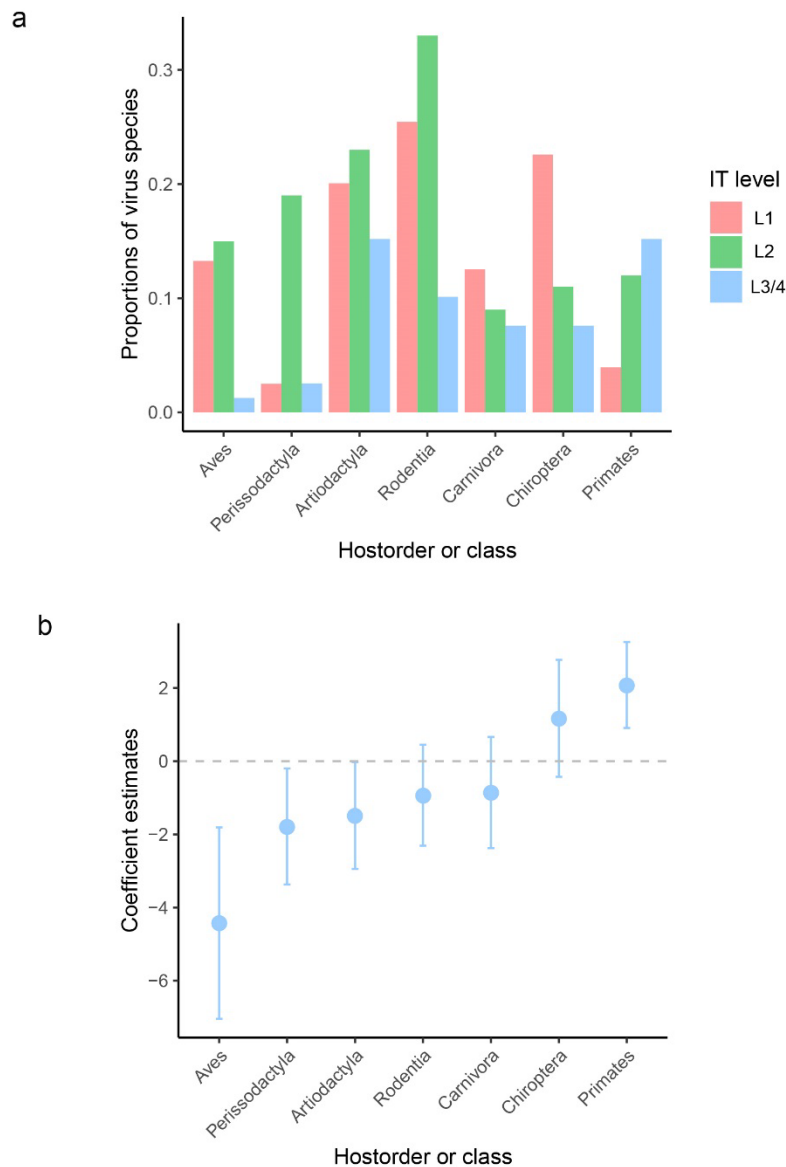 a
Proportions of virus species
0.3
0.2
0.1
0.0
Aves
Perissodactyla
Artiodactyla
Rodentia
Carnivora
Chiroptera
Primates
Hostorder or class
IT level
L1
L2
L3/4
b
Coefficient estimates
2
0
−2
−4
−6
Aves
Perissodactyla
Artiodactyla
Rodentia
Carnivora
Chiroptera
Primates
Hostorder or class